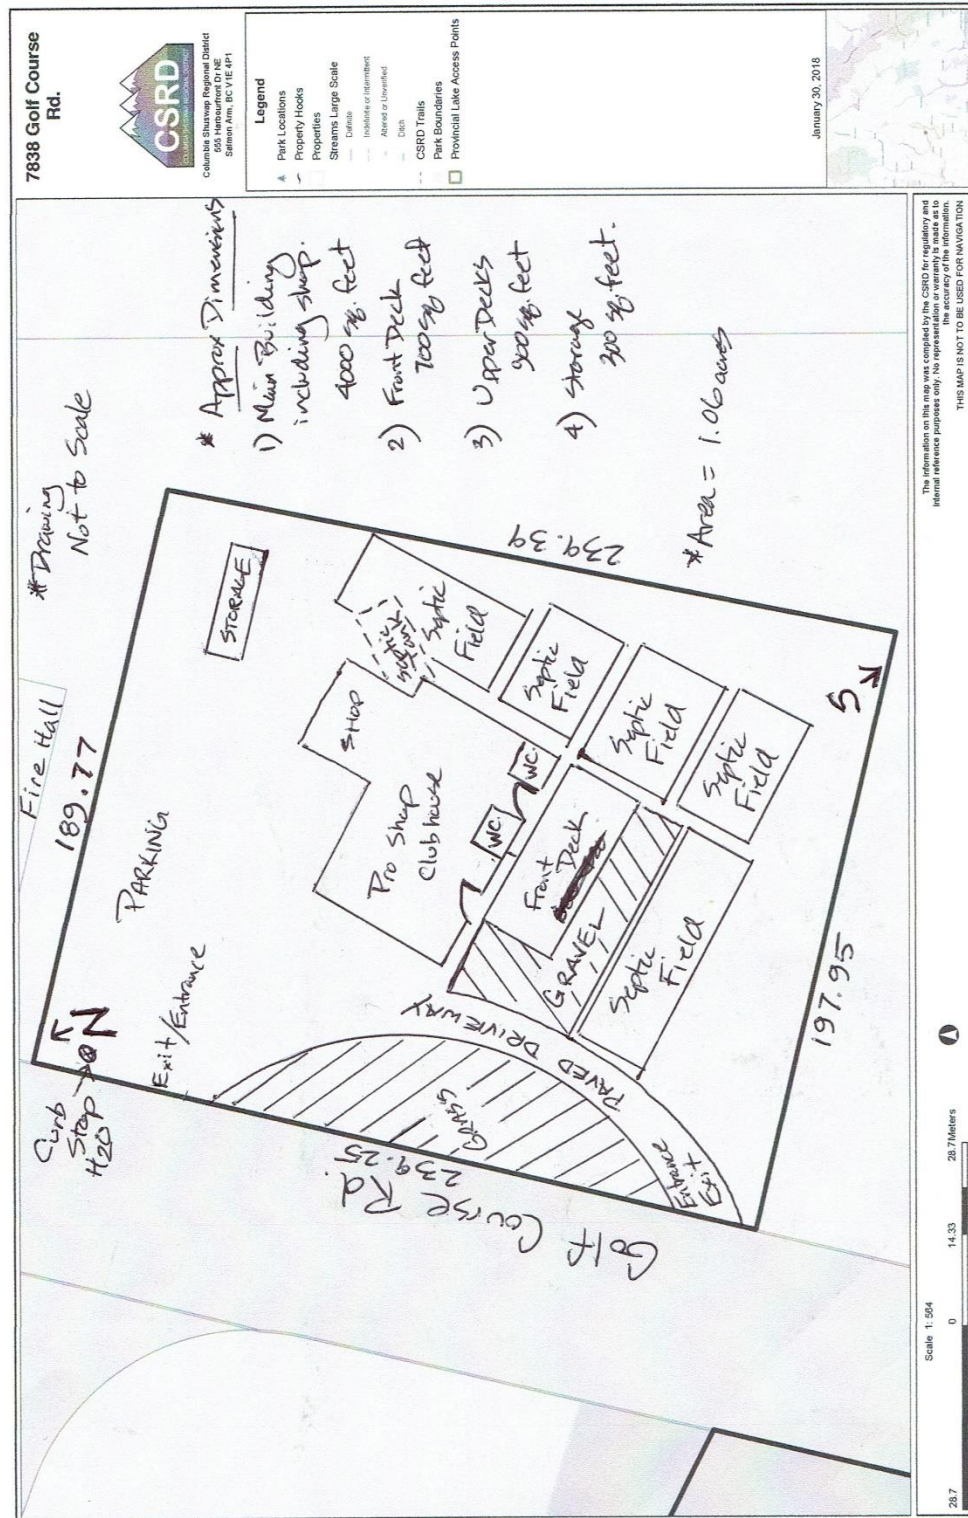 7838 Golf Course
Rd.
CSRD
COLUMBIA SHUSWAP REGIONAL DISTRICT
Columbia Shuswap Regional District
555 Harbourfront Dr NE
Salmon Arm, BC V1E 4P1
Legend
Park Locations
Property Hooks
Properties
Streams Large Scale
Definite
Indefinite or Intermittent
Altered or Unverified
Ditch
CSRD Trails
Park Boundaries
Provincial Lake Access Points
January 30, 2018
* Drawing
Not to Scale
* Approx Dimensions
1) Main Building
including shop.
4000 sq. feet
2) Front Deck
700 sq. feet
3) Upper Decks
900 sq. feet
4) Storage
300 sq. feet.
* Area = 1.06 acres
Fire Hall
189.77
Curb
Stop
H20
N
Exit/Entrance
PARKING
STORAGE
SHOP
Pro Shop
Clubhouse
Septic
Field
Septic
Field
Septic
Field
Septic
Field
Septic
Field
W.C.
W.C.
Front
Deck
GRAVEL
PAVED DRIVEWAY
GRASS
Entrance
Exit
239.25
Golf Course Rd.
239.39
197.95
S
Scale 1: 564
28.7
0
14.33
28.7 Meters
The information on this map was compiled by the CSRD for regulatory and
internal reference purposes only. No representation or warranty is made as to
the accuracy of the information.
THIS MAP IS NOT TO BE USED FOR NAVIGATION